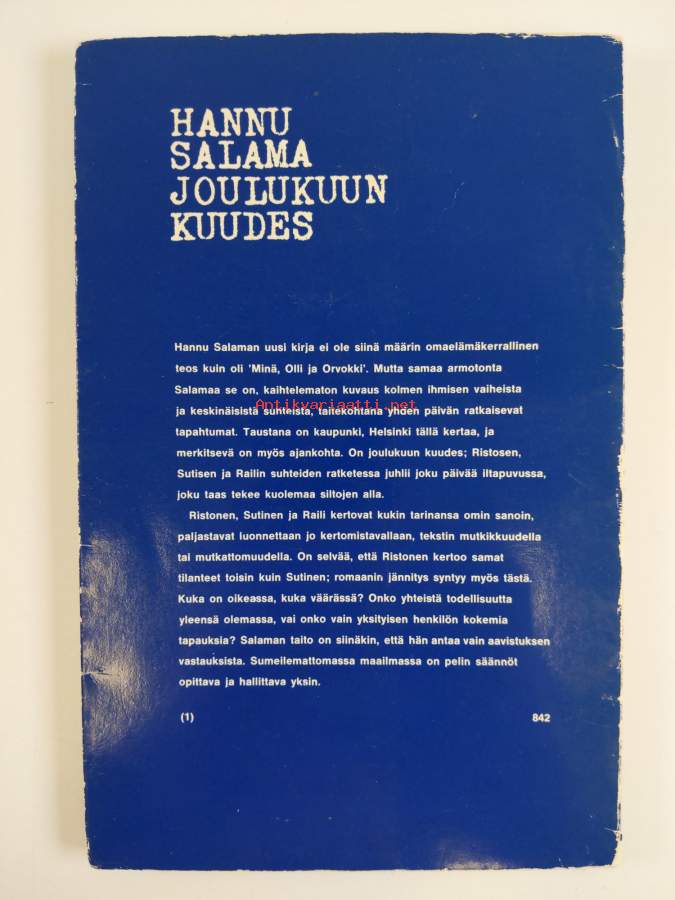 HANNU
SALAMA
JOULUKUUN
KUUDES
Hannu Salaman uusi kirja ei ole siinä määrin omaelämäkerrallinen
teos kuin oli 'Minä, Olli ja Orvokki'. Mutta samaa armotonta
Salamaa se on, kaihtelematon kuvaus kolmen ihmisen vaiheista
ja keskinäisistä suhteista, taitekohtana yhden päivän ratkaisevat
Antikvariaatti.net
tapahtumat. Taustana on kaupunki, Helsinki tällä kertaa, ja
merkitsevä on myös ajankohta. On joulukuun kuudes; Ristosen,
Sutisen ja Railin suhteiden ratketessa juhlii joku päivää iltapuvussa,
joku taas tekee kuolemaa siltojen alla.
Ristonen, Sutinen ja Raili kertovat kukin tarinansa omin sanoin,
paljastavat luonnettaan jo kertomistavallaan, tekstin mutkikkuudella
tai mutkattomuudella. On selvää, että Ristonen kertoo samat
tilanteet toisin kuin Sutinen; romaanin jännitys syntyy myös tästä.
Kuka on oikeassa, kuka väärässä? Onko yhteistä todellisuutta
yleensä olemassa, vai onko vain yksityisen henkilön kokemia
tapauksia? Salaman taito on siinäkin, että hän antaa vain aavistuksen
vastauksista. Sumeilemattomassa maailmassa on pelin säännöt
opittava ja hallittava yksin.
(1) 842